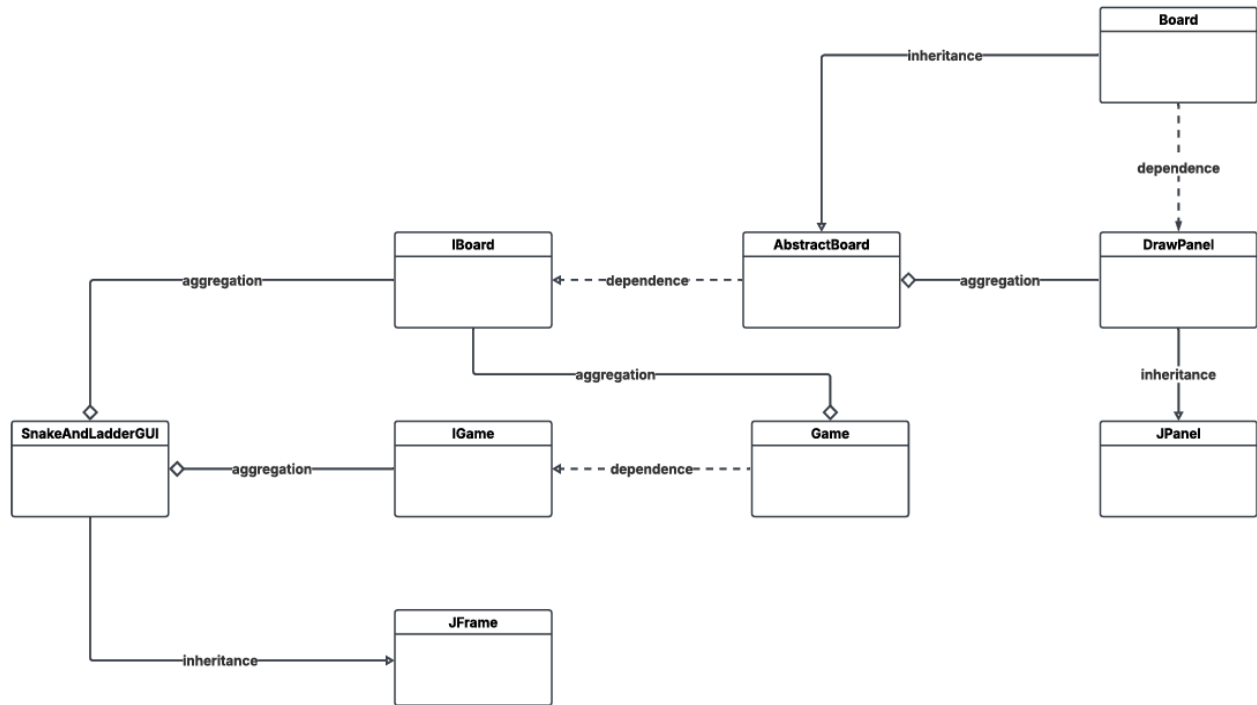 Board
inheritance
dependence
IBoard
AbstractBoard
DrawPanel
aggregation
dependence
aggregation
aggregation
inheritance
SnakeAndLadderGUI
IGame
Game
JPanel
aggregation
dependence
JFrame
inheritance